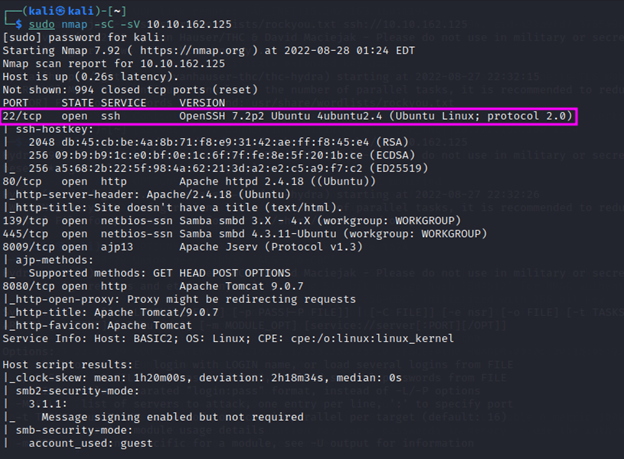 ┌──(kali㉿kali)-[~]
└─$ sudo nmap -sC -sV 10.10.162.125
[sudo] password for kali:
Starting Nmap 7.92 ( https://nmap.org ) at 2022-08-28 01:24 EDT
Nmap scan report for 10.10.162.125
Host is up (0.26s latency).
Not shown: 994 closed tcp ports (reset)
PORT     STATE SERVICE     VERSION
22/tcp   open  ssh         OpenSSH 7.2p2 Ubuntu 4ubuntu2.4 (Ubuntu Linux; protocol 2.0)
| ssh-hostkey:
|   2048 db:45:cb:be:4a:8b:71:f8:e9:31:42:ae:ff:f8:45:e4 (RSA)
|   256 09:b9:b9:1c:e0:bf:0e:1c:6f:7f:fe:8e:5f:20:1b:ce (ECDSA)
|_  256 a5:68:2b:22:5f:98:4a:62:21:3d:a2:e2:c5:a9:f7:c2 (ED25519)
80/tcp   open  http        Apache httpd 2.4.18 ((Ubuntu))
|_http-server-header: Apache/2.4.18 (Ubuntu)
|_http-title: Site doesn't have a title (text/html).
139/tcp  open  netbios-ssn Samba smbd 3.X - 4.X (workgroup: WORKGROUP)
445/tcp  open  netbios-ssn Samba smbd 4.3.11-Ubuntu (workgroup: WORKGROUP)
8009/tcp open  ajp13       Apache Jserv (Protocol v1.3)
| ajp-methods:
|_  Supported methods: GET HEAD POST OPTIONS
8080/tcp open  http        Apache Tomcat 9.0.7
|_http-open-proxy: Proxy might be redirecting requests
|_http-title: Apache Tomcat/9.0.7
|_http-favicon: Apache Tomcat
Service Info: Host: BASIC2; OS: Linux; CPE: cpe:/o:linux:linux_kernel
Host script results:
|_clock-skew: mean: 1h20m00s, deviation: 2h18m34s, median: 0s
| smb2-security-mode:
|   3.1.1:
|_    Message signing enabled but not required
| smb-security-mode:
|   account_used: guest